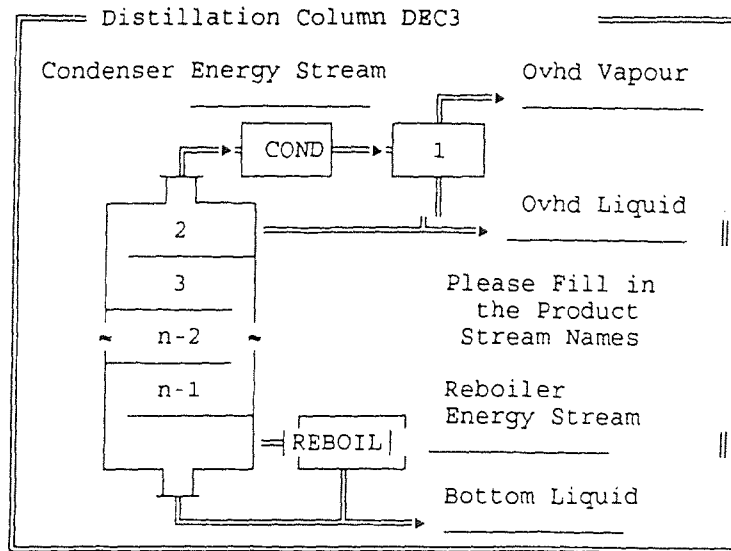 Distillation Column DEC3
Condenser Energy Stream
Ovhd Vapour
COND
1
Ovhd Liquid
2
3
Please Fill in
the Product
Stream Names
~ n-2 ~
n-1
Reboiler
Energy Stream
REBOIL
Bottom Liquid